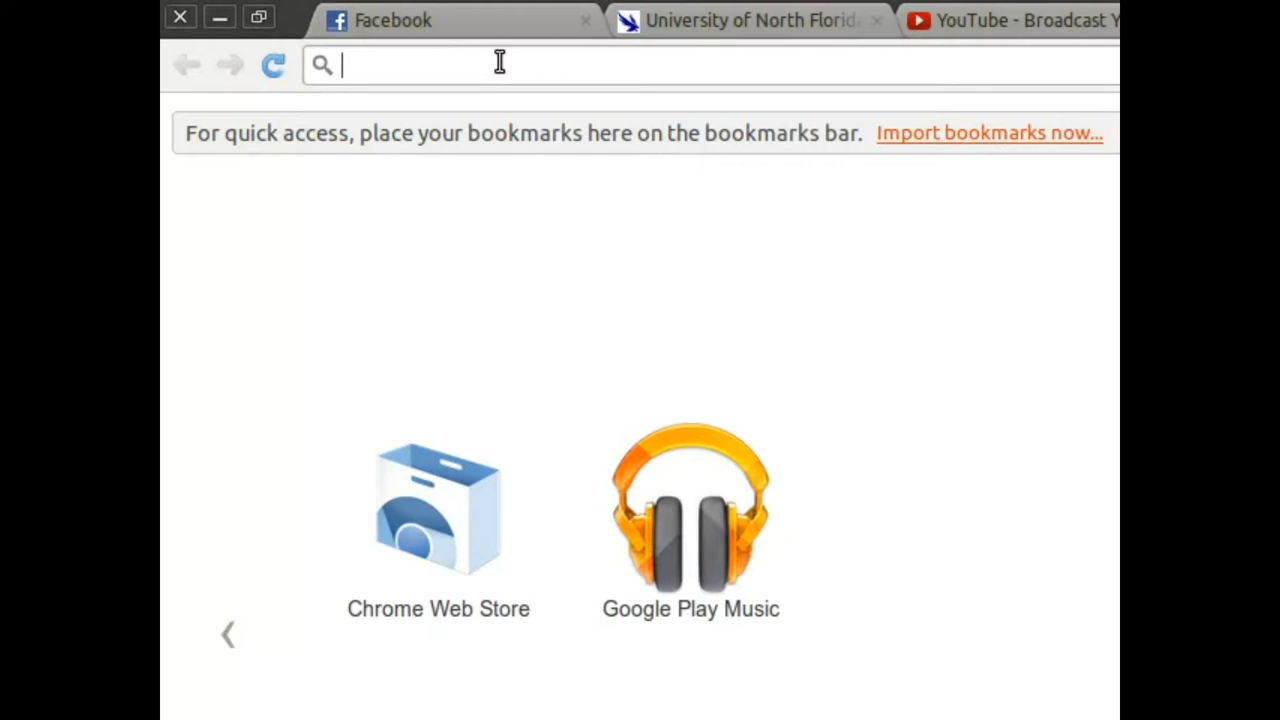 Facebook
University of North Florid
YouTube - Broadcast Y
For quick access, place your bookmarks here on the bookmarks bar. Import bookmarks now...
Chrome Web Store
Google Play Music